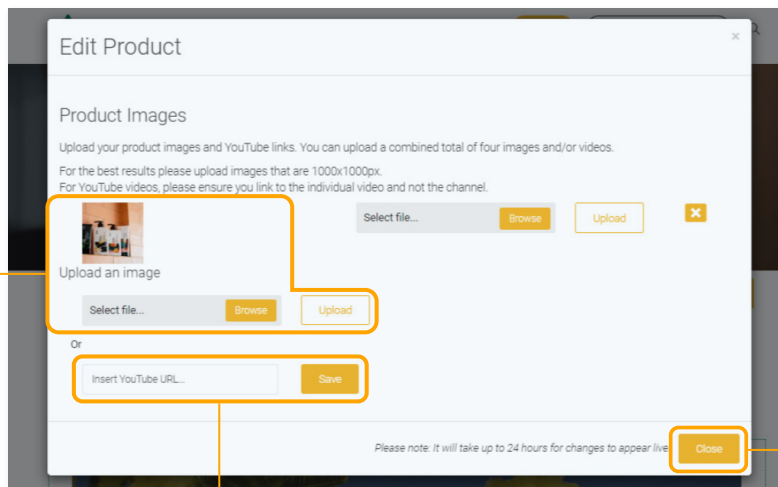 Edit Product
×
Product Images
Upload your product images and YouTube links. You can upload a combined total of four images and/or videos.
For the best results please upload images that are 1000x1000px.
For YouTube videos, please ensure you link to the individual video and not the channel.
Select file... Browse Upload ×
Upload an image
Select file... Browse Upload
Or
Insert YouTube URL... Save
Please note: It will take up to 24 hours for changes to appear live. Close